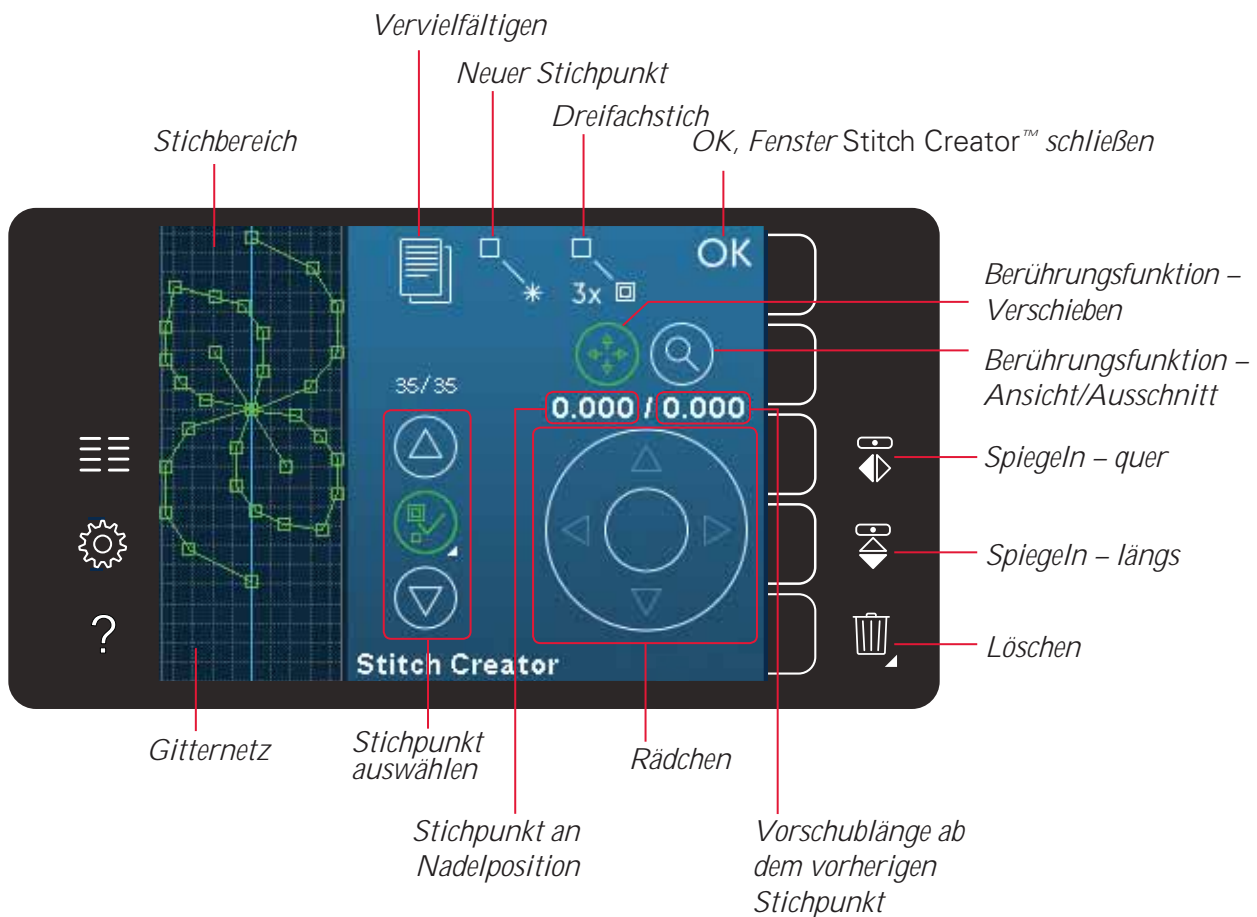 Vervielfältigen
Neuer Stichpunkt
Dreifachstich
Stichbereich
OK, Fenster Stitch Creator™ schließen
OK
3x
Berührungsfunktion –
Verschieben
Berührungsfunktion –
Ansicht/Ausschnitt
35/35
0.000 / 0.000
Spiegeln – quer
Spiegeln – längs
?
Löschen
Stitch Creator
Gitternetz
Stichpunkt
auswählen
Rädchen
Stichpunkt an
Nadelposition
Vorschublänge ab
dem vorherigen
Stichpunkt